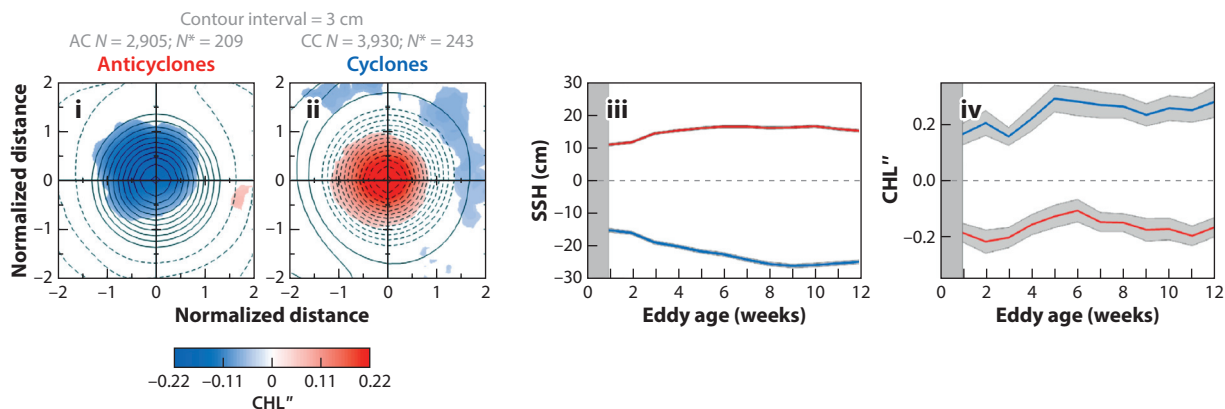 Contour interval = 3 cm
AC N = 2,905; N* = 209
CC N = 3,930; N* = 243
Anticyclones
Cyclones
i
ii
iii
iv
Normalized distance
2
1
0
−1
−2
−2 −1 0 1 2
−2 −1 0 1 2
Normalized distance
−0.22 −0.11 0 0.11 0.22
CHL″
SSH (cm)
30
20
10
0
−10
−20
−30
0 2 4 6 8 10 12
Eddy age (weeks)
CHL″
0.2
0.0
−0.2
0 2 4 6 8 10 12
Eddy age (weeks)